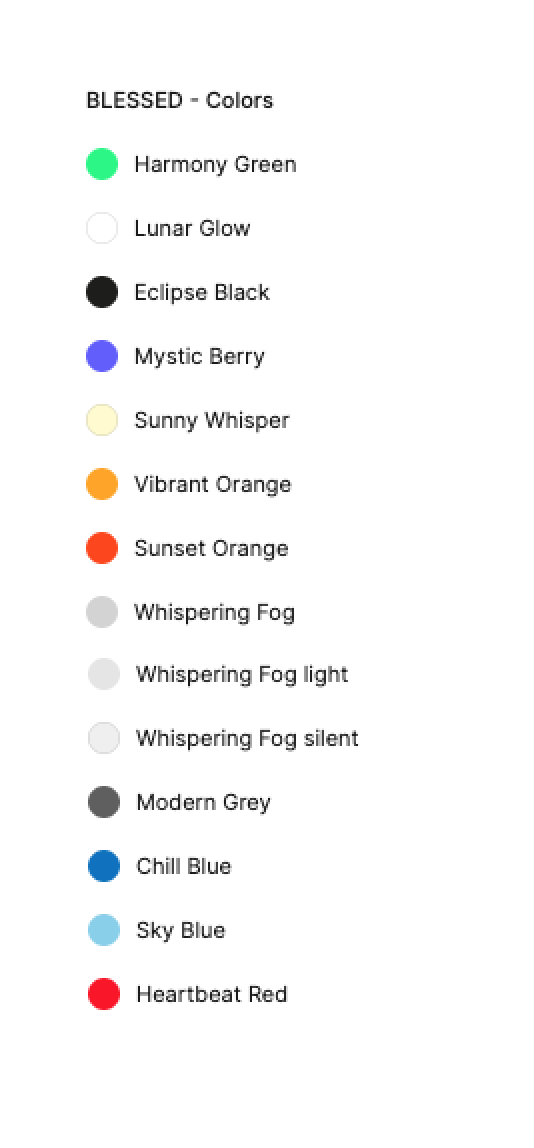 BLESSED - Colors
Harmony Green
Lunar Glow
Eclipse Black
Mystic Berry
Sunny Whisper
Vibrant Orange
Sunset Orange
Whispering Fog
Whispering Fog light
Whispering Fog silent
Modern Grey
Chill Blue
Sky Blue
Heartbeat Red